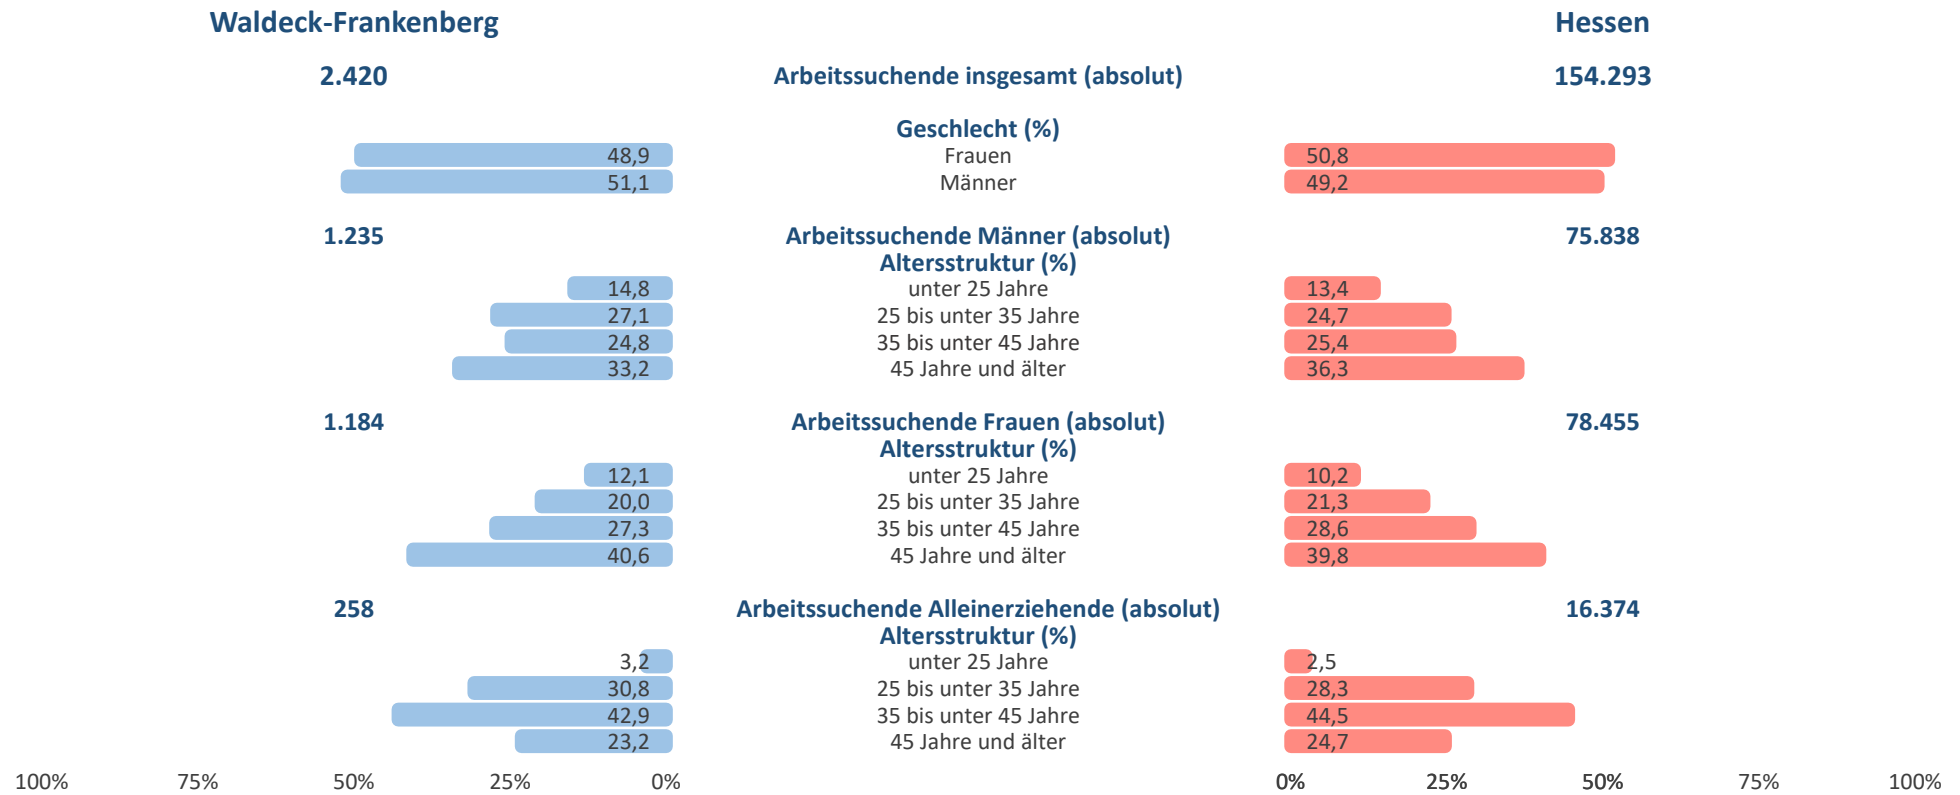 Waldeck-Frankenberg Hessen
2.420 Arbeitssuchende insgesamt (absolut) 154.293
Geschlecht (%)
48,9 Frauen 50,8
51,1 Männer 49,2
1.235 Arbeitssuchende Männer (absolut) 75.838
Altersstruktur (%)
14,8 unter 25 Jahre 13,4
27,1 25 bis unter 35 Jahre 24,7
24,8 35 bis unter 45 Jahre 25,4
33,2 45 Jahre und älter 36,3
1.184 Arbeitssuchende Frauen (absolut) 78.455
Altersstruktur (%)
12,1 unter 25 Jahre 10,2
20,0 25 bis unter 35 Jahre 21,3
27,3 35 bis unter 45 Jahre 28,6
40,6 45 Jahre und älter 39,8
258 Arbeitssuchende Alleinerziehende (absolut) 16.374
Altersstruktur (%)
3,2 unter 25 Jahre 2,5
30,8 25 bis unter 35 Jahre 28,3
42,9 35 bis unter 45 Jahre 44,5
23,2 45 Jahre und älter 24,7
100% 75% 50% 25% 0% 0% 25% 50% 75% 100%